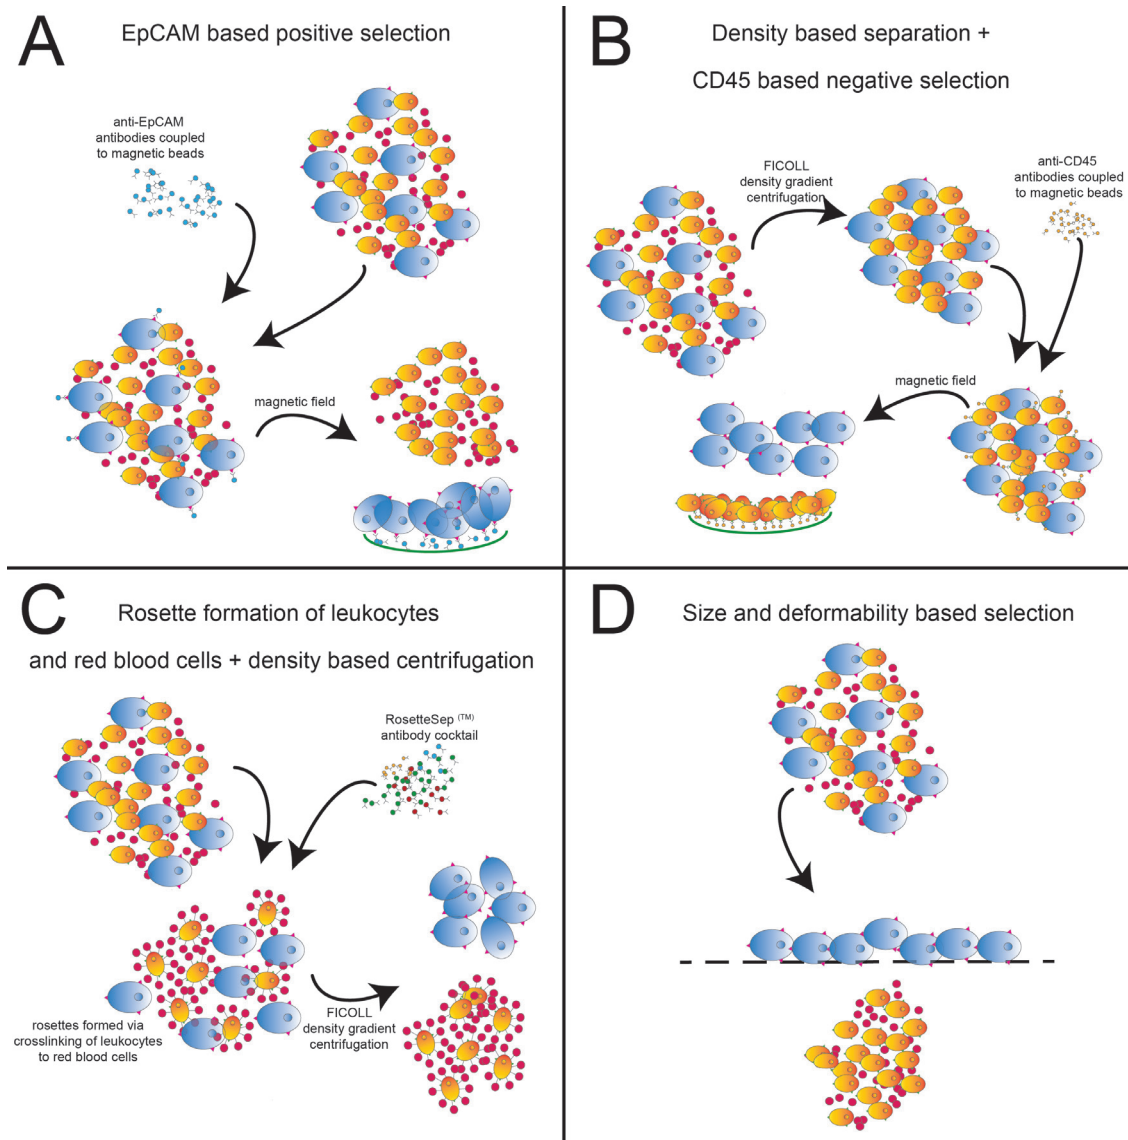 A
EpCAM based positive selection
anti-EpCAM
antibodies coupled
to magnetic beads
magnetic field
B
Density based separation +
CD45 based negative selection
FICOLL
density gradient
centrifugation
anti-CD45
antibodies coupled
to magnetic beads
magnetic field
C
Rosette formation of leukocytes
and red blood cells + density based centrifugation
RosetteSep (TM)
antibody cocktail
rosettes formed via
crosslinking of leukocytes
to red blood cells
FICOLL
density gradient
centrifugation
D
Size and deformability based selection